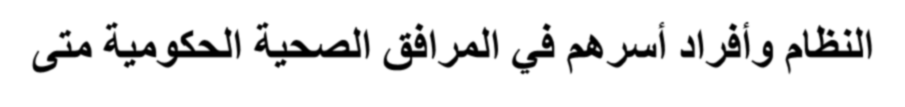 النظام وأفراد أسرهم في المرافق الصحية الحكومية متى